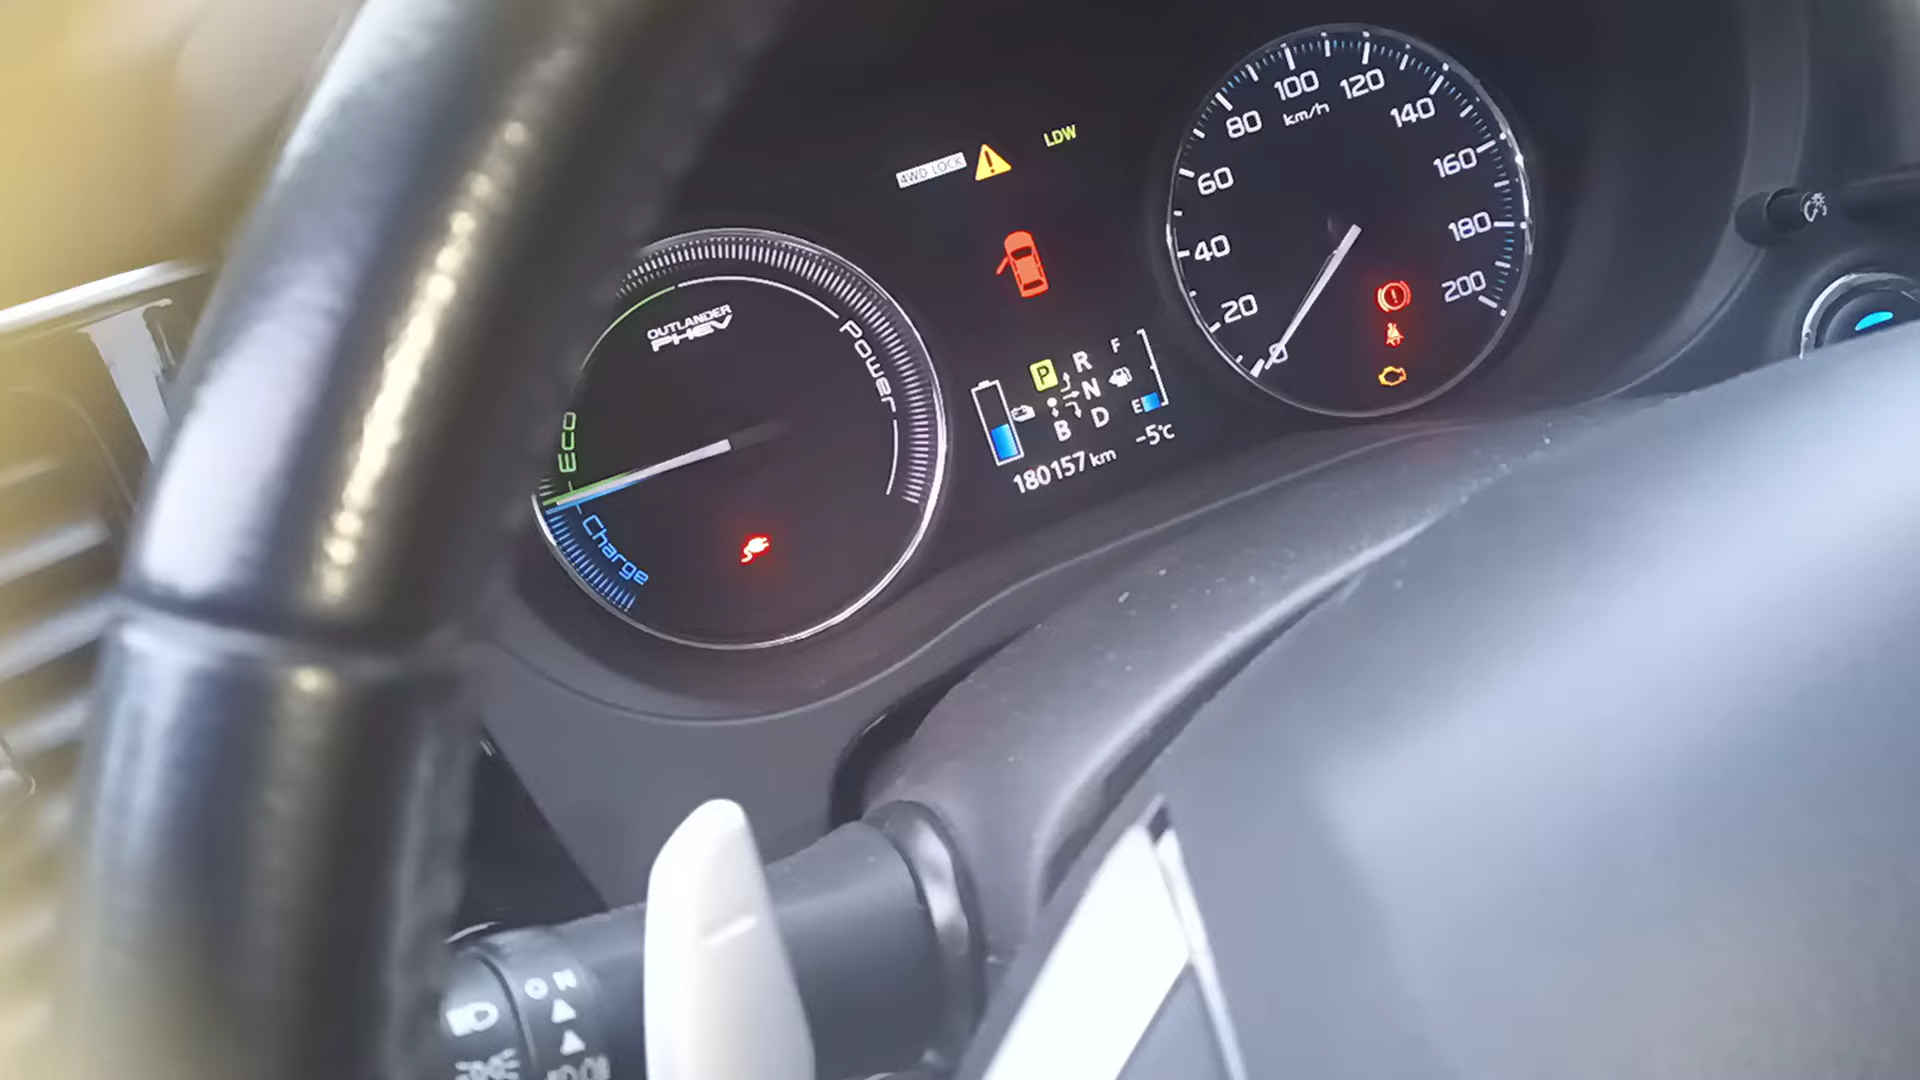 LDW
4WD LOCK
OUTLANDER
PHEV
Power
Eco
Charge
P R
N
B D
F
E
-5°C
180157 km
0
20
40
60
80
100
120
140
160
180
200
km/h
ON